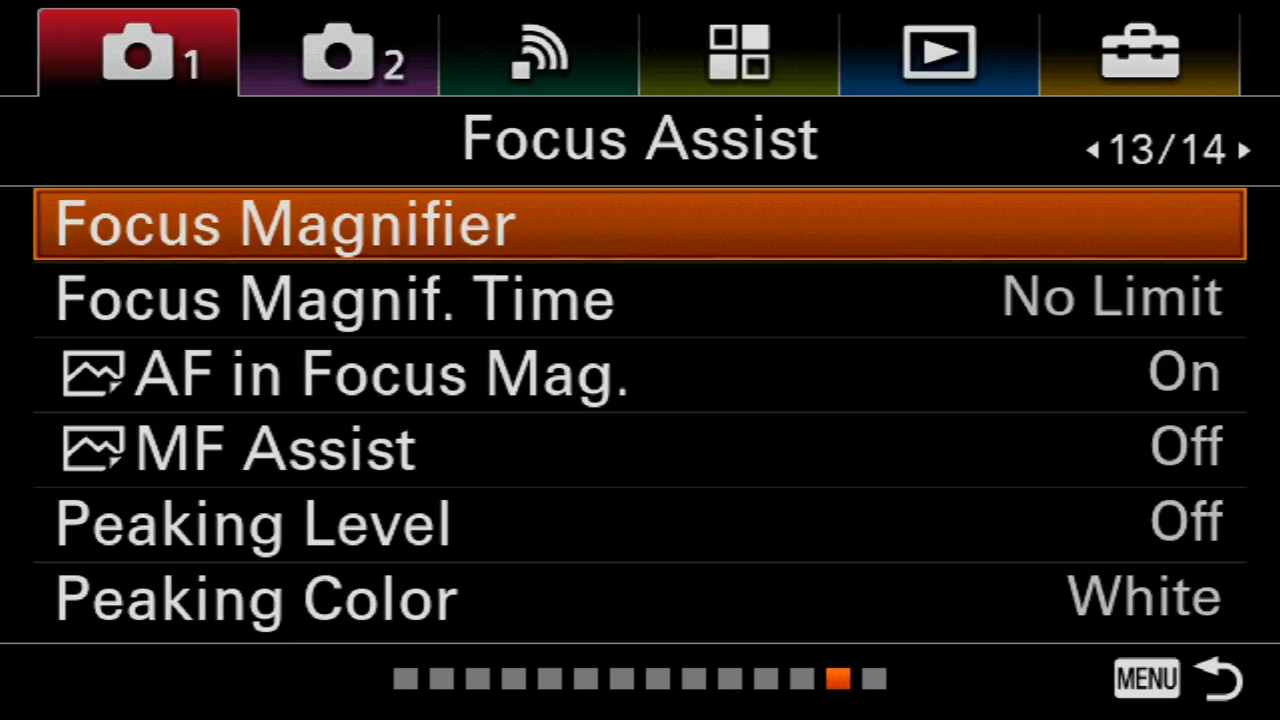 1
2
Focus Assist
13/14
Focus Magnifier
Focus Magnif. Time No Limit
AF in Focus Mag. On
MF Assist Off
Peaking Level Off
Peaking Color White
MENU